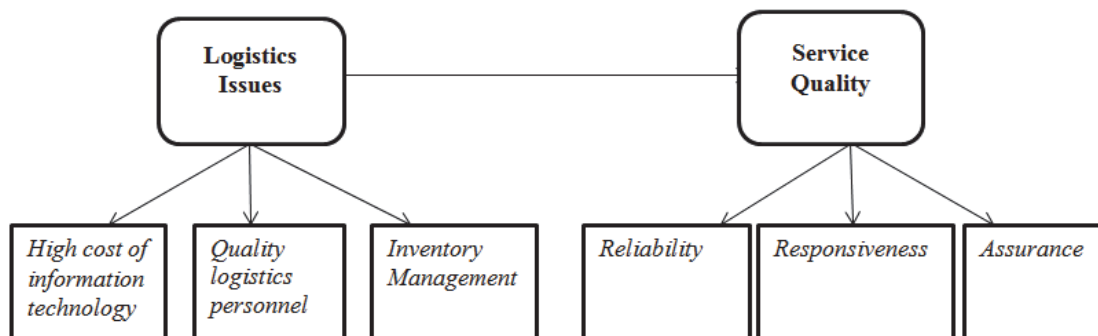 Logistics
Issues
Service
Quality
High cost of
information
technology
Quality
logistics
personnel
Inventory
Management
Reliability
Responsiveness
Assurance